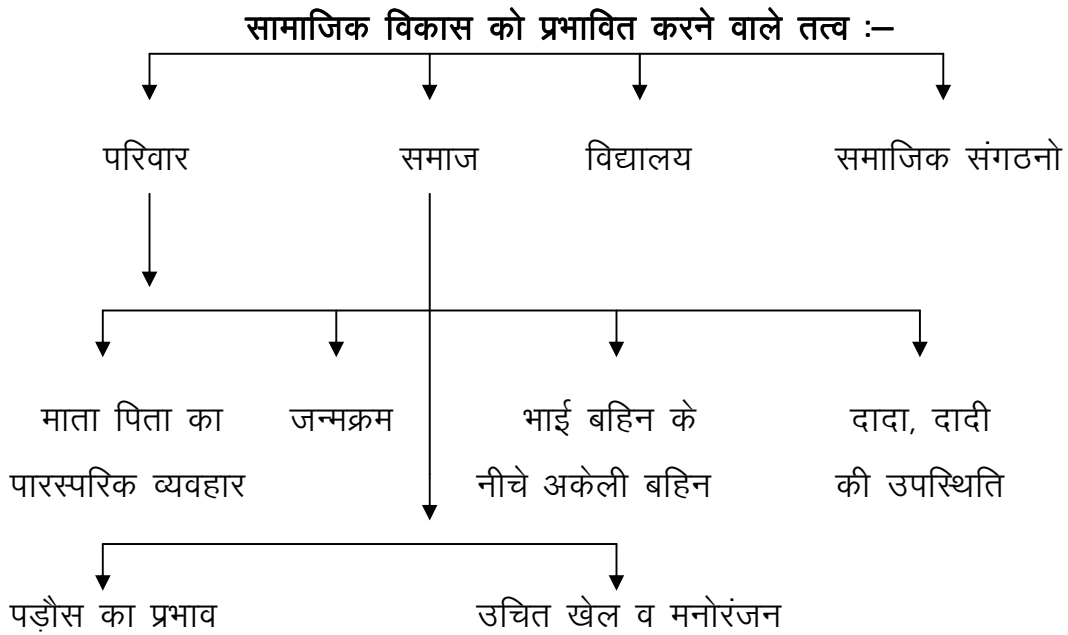 सामाजिक विकास को प्रभावित करने वाले तत्व :–
परिवार समाज विद्यालय समाजिक संगठनो
माता पिता का जन्मक्रम भाई बहिन के दादा, दादी
पारस्परिक व्यवहार नीचे अकेली बहिन की उपस्थिति
पड़ौस का प्रभाव उचित खेल व मनोरंजन